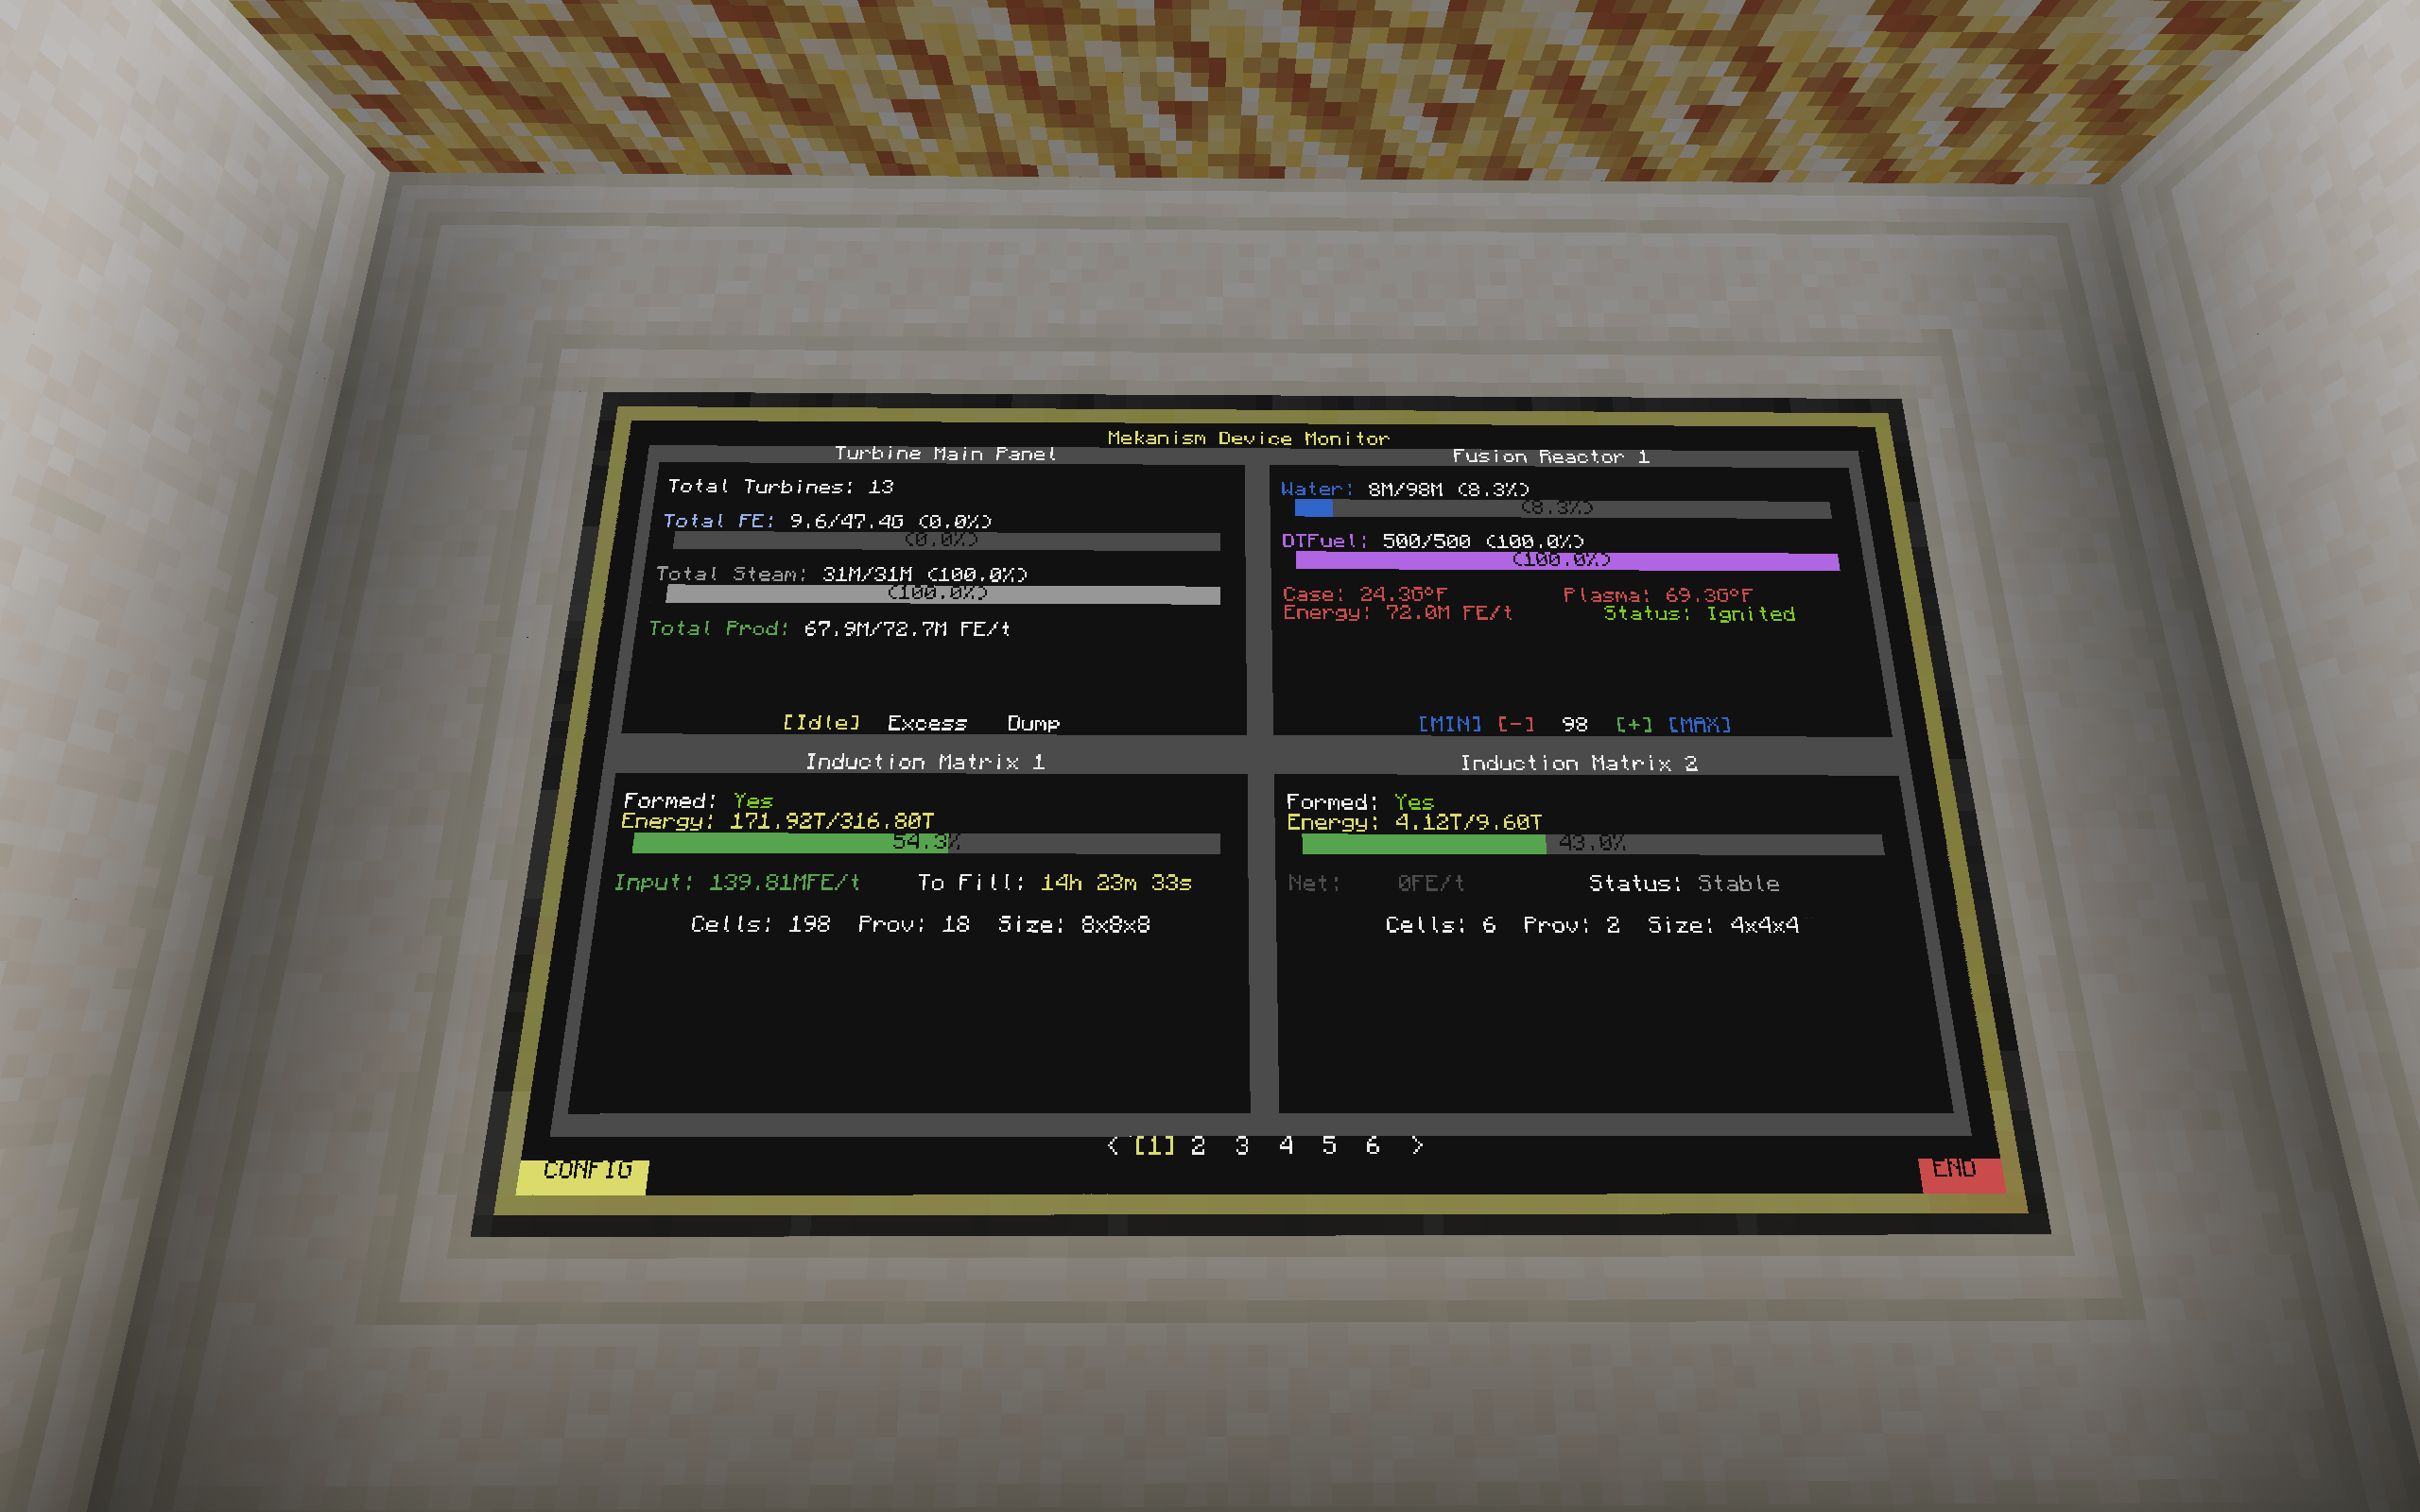 Mekanism Device Monitor
Turbine Main Panel
Total Turbines: 13
Total FE: 9.6/47.4G (0.0%)
(0.0%)
Total Steam: 31M/31M (100.0%)
(100.0%)
Total Prod: 67.9M/72.7M FE/t
[Idle] Excess Dump
Fusion Reactor 1
Water: 8M/98M (8.3%)
(8.3%)
DTFuel: 500/500 (100.0%)
(100.0%)
Case: 24.3G°F Plasma: 69.3G°F
Energy: 72.0M FE/t Status: Ignited
[MIN] [-] 98 [+] [MAX]
Induction Matrix 1
Formed: Yes
Energy: 171.92T/316.80T
54.3%
Input: 139.81MFE/t To Fill: 14h 23m 33s
Cells: 198 Prov: 18 Size: 8x8x8
Induction Matrix 2
Formed: Yes
Energy: 4.12T/9.60T
43.0%
Net: 0FE/t Status: Stable
Cells: 6 Prov: 2 Size: 4x4x4
< [1] 2 3 4 5 6 >
CONFIG
END